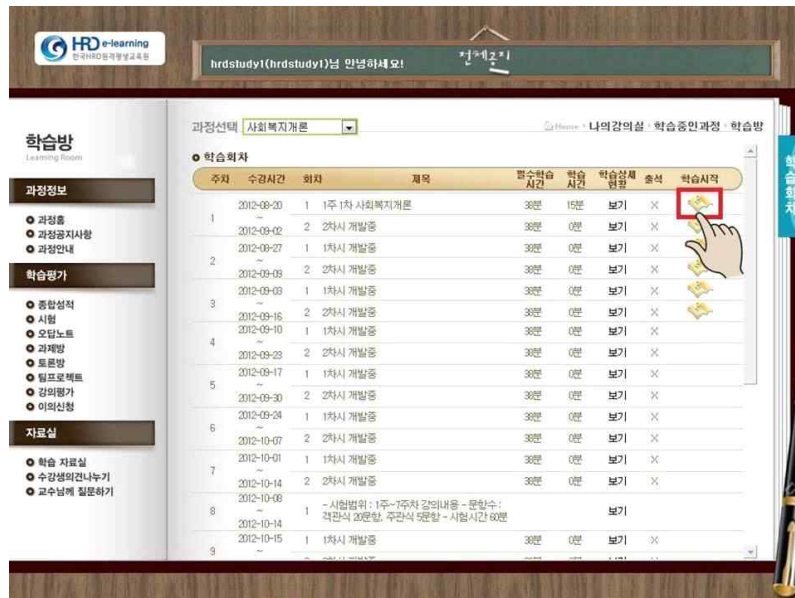 HRD e-learning
한국HRD원격평생교육원
hrdstudy1(hrdstudy1)님 안녕하세요!
전체공지
학습방
Learning Room
과정정보
과정홈
과정공지사항
과정안내
학습평가
종합성적
시험
오답노트
과제방
토론방
팀프로젝트
강의평가
이의신청
자료실
학습 자료실
수강생의견나누기
교수님께 질문하기
과정선택 사회복지개론
Home 나의강의실 학습중인과정 학습방
학습회차
학습회차
주차 수강시간 회차 제목 필수학습시간 학습시간 학습상세현황 출석 학습시작
1 2012-08-20 ~ 2012-09-02 1 1주 1차 사회복지개론 38분 15분 보기 X
2 2차시 개발중 38분 0분 보기 X
2 2012-08-27 ~ 2012-09-09 1 1차시 개발중 38분 0분 보기 X
2 2차시 개발중 38분 0분 보기 X
3 2012-09-03 ~ 2012-09-16 1 1차시 개발중 38분 0분 보기 X
2 2차시 개발중 38분 0분 보기 X
4 2012-09-10 ~ 2012-09-23 1 1차시 개발중 38분 0분 보기 X
2 2차시 개발중 38분 0분 보기 X
5 2012-09-17 ~ 2012-09-30 1 1차시 개발중 38분 0분 보기 X
2 2차시 개발중 38분 0분 보기 X
6 2012-09-24 ~ 2012-10-07 1 1차시 개발중 38분 0분 보기 X
2 2차시 개발중 38분 0분 보기 X
7 2012-10-01 ~ 2012-10-14 1 1차시 개발중 38분 0분 보기 X
2 2차시 개발중 38분 0분 보기 X
8 2012-10-08 ~ 2012-10-14 1 - 시험범위 : 1주~7주차 강의내용 - 문항수 :
객관식 20문항, 주관식 5문항 - 시험시간 60분 보기
9 2012-10-15 ~ 1 1차시 개발중 38분 0분 보기 X